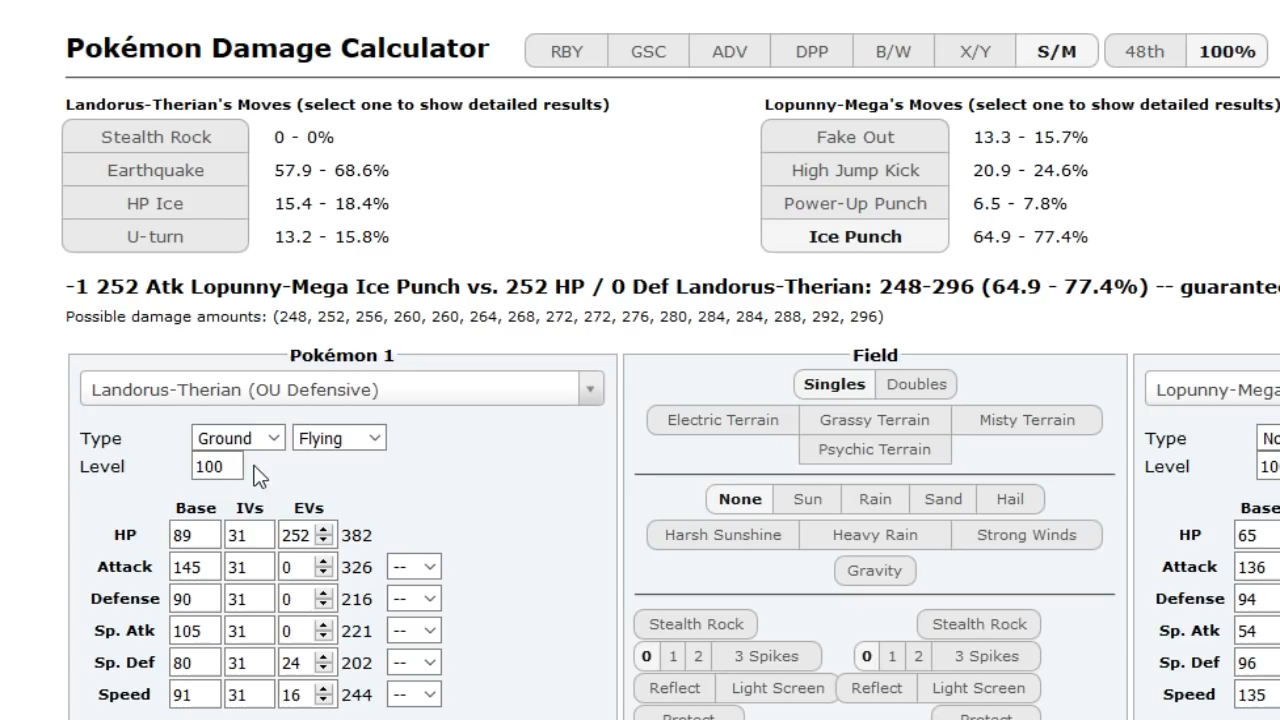 Pokémon Damage Calculator RBY GSC ADV DPP B/W X/Y S/M 48th 100%
Landorus-Therian's Moves (select one to show detailed results)
Stealth Rock 0 - 0%
Earthquake 57.9 - 68.6%
HP Ice 15.4 - 18.4%
U-turn 13.2 - 15.8%
Lopunny-Mega's Moves (select one to show detailed results)
Fake Out 13.3 - 15.7%
High Jump Kick 20.9 - 24.6%
Power-Up Punch 6.5 - 7.8%
Ice Punch 64.9 - 77.4%
-1 252 Atk Lopunny-Mega Ice Punch vs. 252 HP / 0 Def Landorus-Therian: 248-296 (64.9 - 77.4%) -- guarantee
Possible damage amounts: (248, 252, 256, 260, 260, 264, 268, 272, 272, 276, 280, 284, 284, 288, 292, 296)
Pokémon 1
Landorus-Therian (OU Defensive)
Type Ground Flying
Level 100
Base IVs EVs
HP 89 31 252 382
Attack 145 31 0 326 --
Defense 90 31 0 216 --
Sp. Atk 105 31 0 221 --
Sp. Def 80 31 24 202 --
Speed 91 31 16 244 --
Field
Singles Doubles
Electric Terrain Grassy Terrain Misty Terrain
Psychic Terrain
None Sun Rain Sand Hail
Harsh Sunshine Heavy Rain Strong Winds
Gravity
Stealth Rock Stealth Rock
0 1 2 3 Spikes 0 1 2 3 Spikes
Reflect Light Screen Reflect Light Screen
Protect Protect
Lopunny-Mega
Type No
Level 10
Base
HP 65
Attack 136
Defense 94
Sp. Atk 54
Sp. Def 96
Speed 135